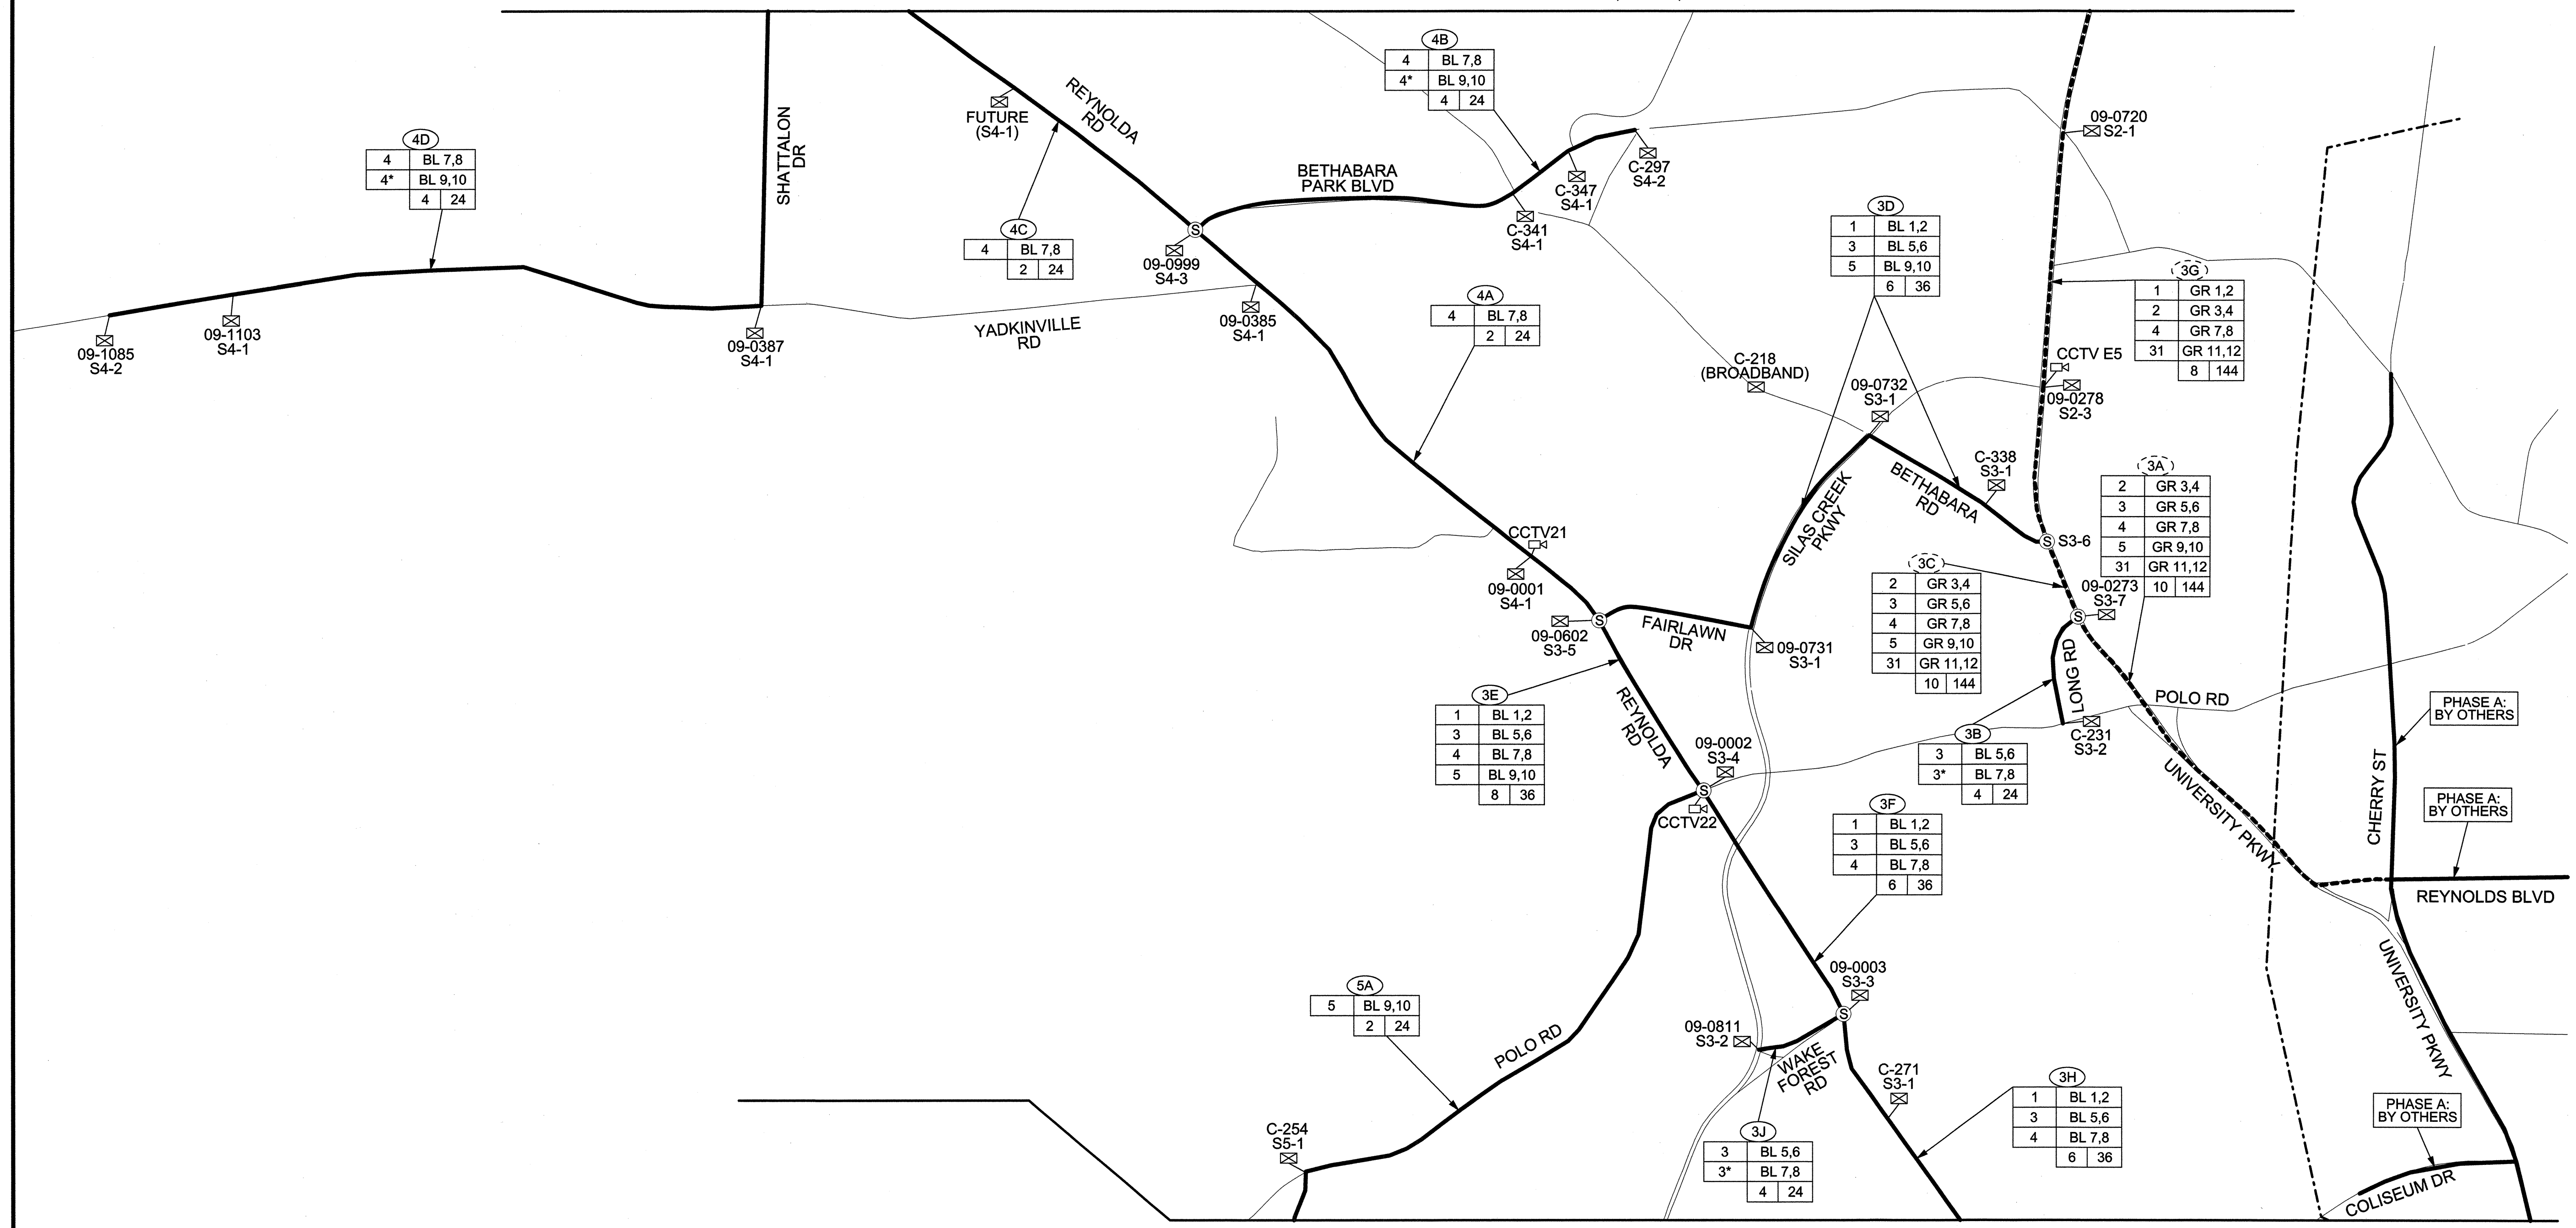 4B
4 BL 7,8
4* BL 9,10
4 24
REYNOLDA
RD
FUTURE
(S4-1)
SHATTALON
DR
4D
4 BL 7,8
4* BL 9,10
4 24
BETHABARA
PARK BLVD
C-297
S4-2
C-347
S4-1
C-341
S4-1
09-0720
S2-1
4C
4 BL 7,8
2 24
09-0999
S4-3
3D
1 BL 1,2
3 BL 5,6
5 BL 9,10
6 36
3G
1 GR 1,2
2 GR 3,4
4 GR 7,8
31 GR 11,12
8 144
09-1085
S4-2
09-1103
S4-1
09-0387
S4-1
YADKINVILLE
RD
09-0385
S4-1
4A
4 BL 7,8
2 24
C-218
(BROADBAND)
09-0732
S3-1
CCTV E5
09-0278
S2-3
C-338
S3-1
BETHABARA
RD
SILAS CREEK
PKWY
S3-6
3A
2 GR 3,4
3 GR 5,6
4 GR 7,8
5 GR 9,10
31 GR 11,12
10 144
CCTV21
09-0001
S4-1
3C
2 GR 3,4
3 GR 5,6
4 GR 7,8
5 GR 9,10
31 GR 11,12
10 144
09-0273
S3-7
S
S
S
S
S
S
09-0602
S3-5
FAIRLAWN
DR
09-0731
S3-1
LONG RD
POLO RD
3E
1 BL 1,2
3 BL 5,6
4 BL 7,8
5 BL 9,10
8 36
REYNOLDA
RD
09-0002
S3-4
CCTV22
3B
3 BL 5,6
3* BL 7,8
4 24
C-231
S3-2
UNIVERSITY PKWY
CHERRY ST
PHASE A:
BY OTHERS
PHASE A:
BY OTHERS
REYNOLDS BLVD
3F
1 BL 1,2
3 BL 5,6
4 BL 7,8
6 36
5A
5 BL 9,10
2 24
POLO RD
09-0003
S3-3
S
09-0811
S3-2
WAKE
FOREST
RD
C-271
S3-1
3H
1 BL 1,2
3 BL 5,6
4 BL 7,8
6 36
UNIVERSITY PKWY
C-254
S5-1
3J
3 BL 5,6
3* BL 7,8
4 24
PHASE A:
BY OTHERS
COLISEUM DR